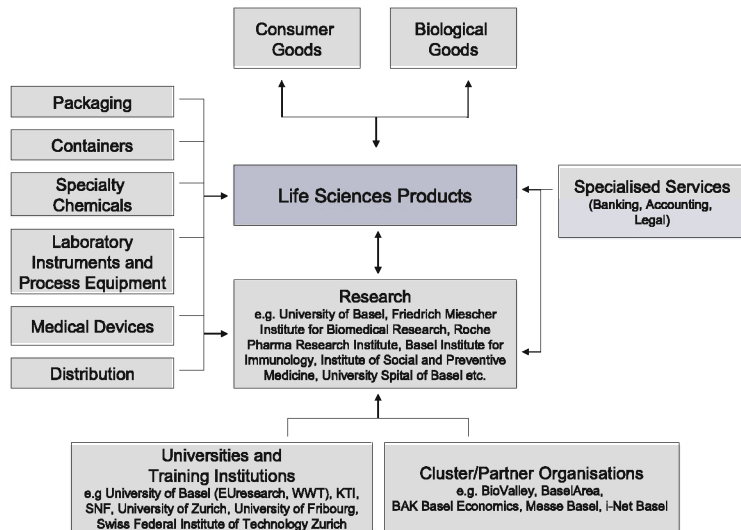 Consumer
Goods
Biological
Goods
Packaging
Containers
Specialty
Chemicals
Laboratory
Instruments and
Process Equipment
Medical Devices
Distribution
Life Sciences Products
Specialised Services
(Banking, Accounting,
Legal)
Research
e.g. University of Basel, Friedrich Miescher
Institute for Biomedical Research, Roche
Pharma Research Institute, Basel Institute for
Immunology, Institute of Social and Preventive
Medicine, University Spital of Basel etc.
Universities and
Training Institutions
e.g University of Basel (EUresearch, WWT), KTI,
SNF, University of Zurich, University of Fribourg,
Swiss Federal Institute of Technology Zurich
Cluster/Partner Organisations
e.g. BioValley, BaselArea,
BAK Basel Economics, Messe Basel, i-Net Basel